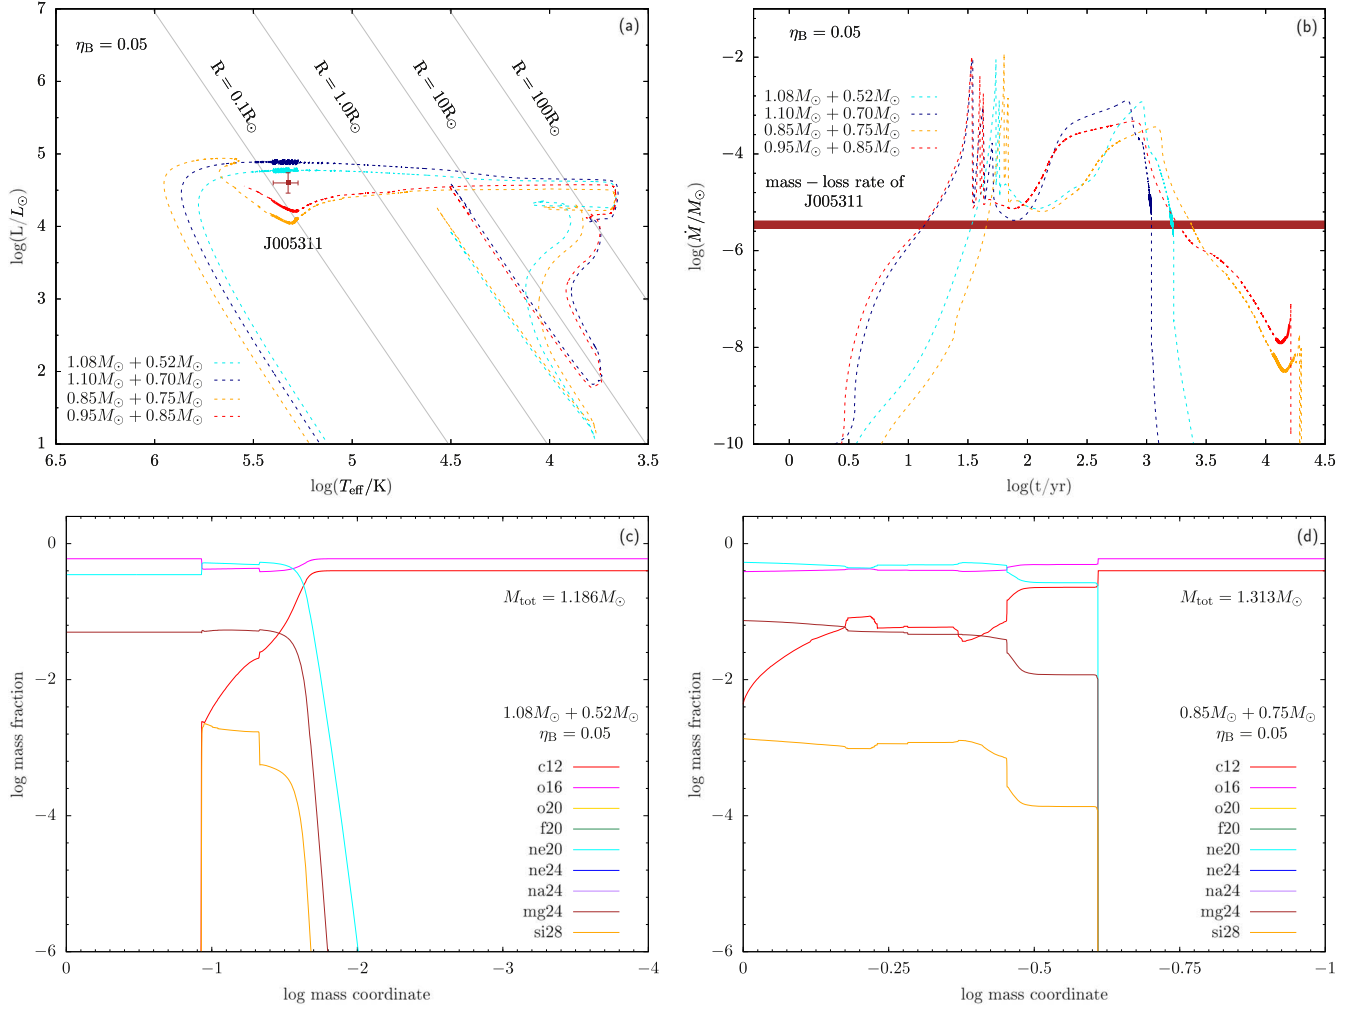 (a)
η_B = 0.05
R = 0.1R_⊙
R = 1.0R_⊙
R = 10R_⊙
R = 100R_⊙
J005311
1.08M_⊙ + 0.52M_⊙
1.10M_⊙ + 0.70M_⊙
0.85M_⊙ + 0.75M_⊙
0.95M_⊙ + 0.85M_⊙
log(L/L_⊙)
7
6
5
4
3
2
1
6.5 6 5.5 5 4.5 4 3.5
log(T_eff/K)
(b)
η_B = 0.05
1.08M_⊙ + 0.52M_⊙
1.10M_⊙ + 0.70M_⊙
0.85M_⊙ + 0.75M_⊙
0.95M_⊙ + 0.85M_⊙
mass − loss rate of
J005311
log(Ṁ/M_⊙)
−2
−4
−6
−8
−10
0 0.5 1 1.5 2 2.5 3 3.5 4 4.5
log(t/yr)
(c)
M_tot = 1.186M_⊙
1.08M_⊙ + 0.52M_⊙
η_B = 0.05
c12
o16
o20
f20
ne20
ne24
na24
mg24
si28
log mass fraction
0
−2
−4
−6
0 −1 −2 −3 −4
log mass coordinate
(d)
M_tot = 1.313M_⊙
0.85M_⊙ + 0.75M_⊙
η_B = 0.05
c12
o16
o20
f20
ne20
ne24
na24
mg24
si28
log mass fraction
0
−2
−4
−6
0 −0.25 −0.5 −0.75 −1
log mass coordinate